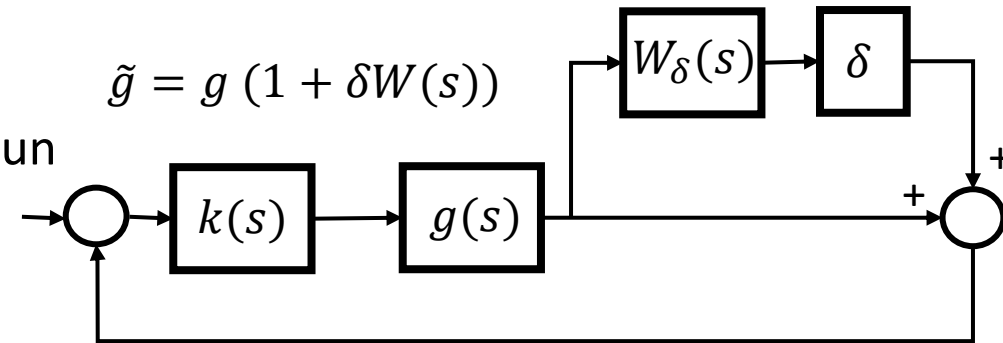 W_δ(s) δ
g̃ = g (1 + δW(s))
un
+
k(s) g(s) +